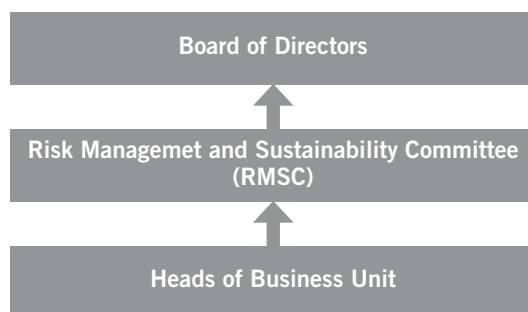 Board of Directors
Risk Managemet and Sustainability Committee
(RMSC)
Heads of Business Unit